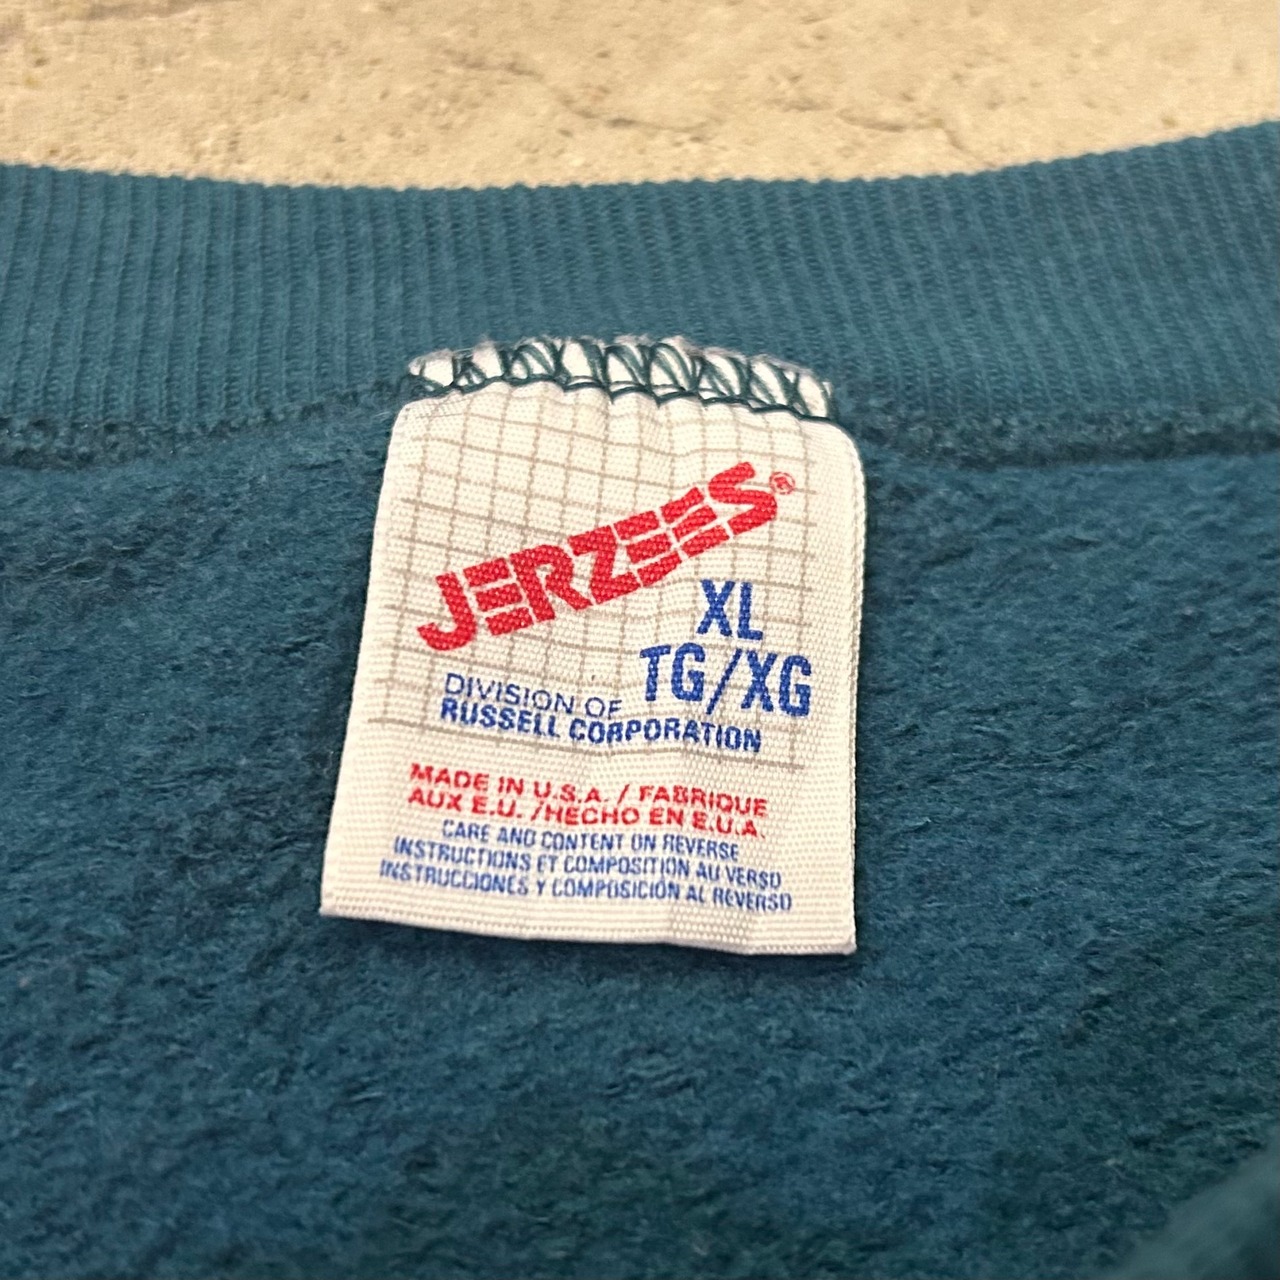 JERZEES®
XL
TG/XG
DIVISION OF
RUSSELL CORPORATION
MADE IN U.S.A. / FABRIQUE
AUX E.U. /HECHO EN E.U.A.
CARE AND CONTENT ON REVERSE
INSTRUCTIONS ET COMPOSITION AU VERSO
INSTRUCCIONES Y COMPOSICIÓN AL REVERSO